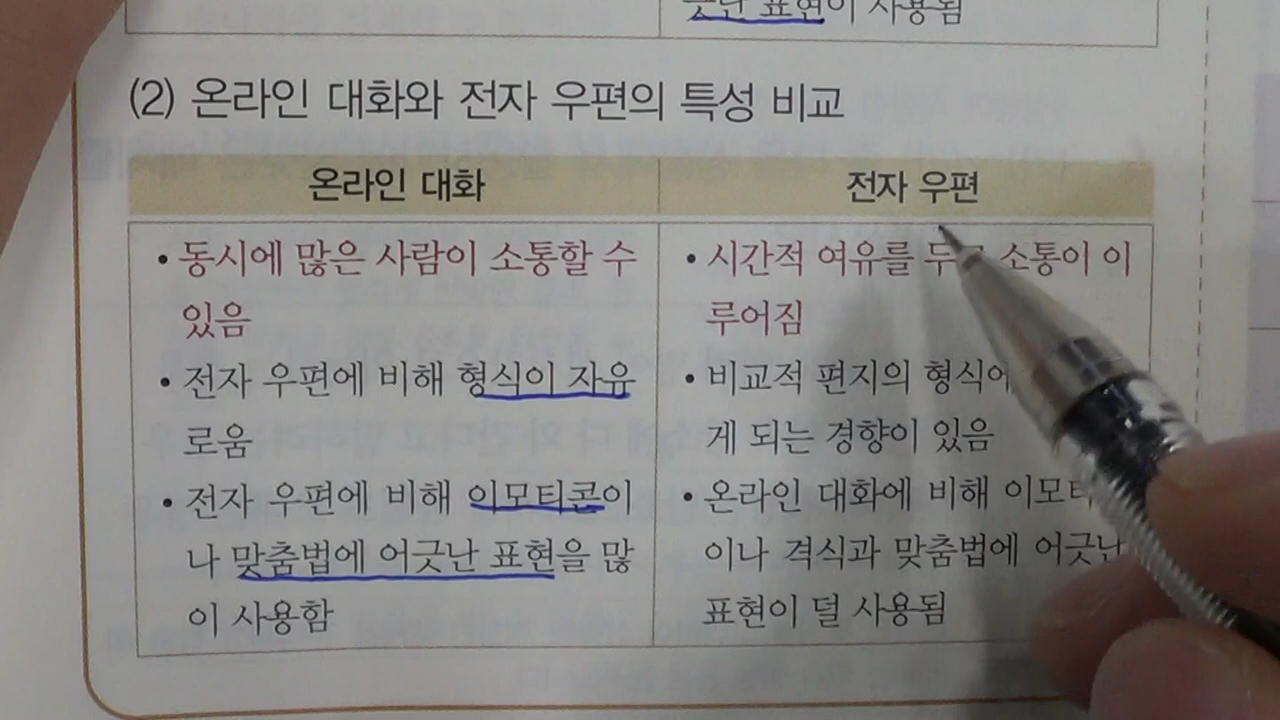 긋난 표현이 사용됨
(2) 온라인 대화와 전자 우편의 특성 비교
온라인 대화
전자 우편
• 동시에 많은 사람이 소통할 수
있음
• 전자 우편에 비해 형식이 자유
로움
• 전자 우편에 비해 이모티콘이
나 맞춤법에 어긋난 표현을 많
이 사용함
• 시간적 여유를 소통이 이
루어짐
• 비교적 편지의
게 되는 경향이 있음
• 온라인 대화에 비해
이나 격식과 맞춤법에 어긋난
표현이 덜 사용됨